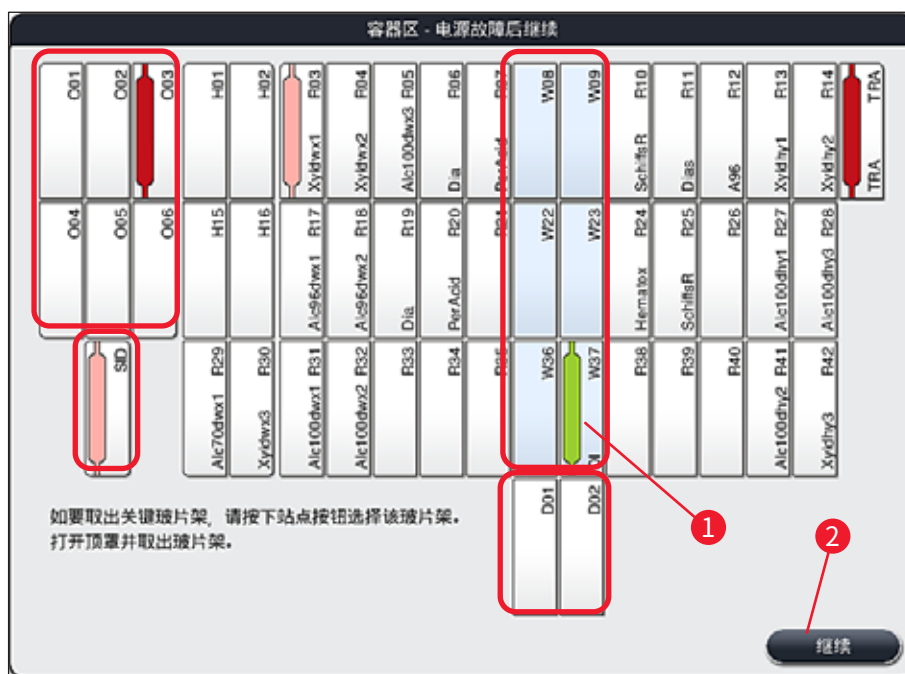 容器区 - 电源故障后继续
O01 O02 O03 H01 H02 R03 R04 R05 R06 R07 W08 W09 R10 R11 R12 R13 R14 TRA
Xyldwx1 Xyldwx2 Alc100dwx3 Dia PerAcid SchiffsR Dias A96 Xyldhy1 Xyldhy2 TRA
O04 O05 O06 H15 H16 R17 R18 R19 R20 R21 W22 W23 R24 R25 R26 R27 R28
Alc96dwx1 Alc96dwx2 Dia PerAcid Hematox SchiffsR Alc100dhy1 Alc100dhy3
SID R29 R30 R31 R32 R33 R34 R35 W36 W37 R38 R39 R40 R41 R42
Alc70dwx1 Xyldwx3 Alc100dwx1 Alc100dwx2 DI Alc100dhy2 Xyldhy3
D01 D02
如要取出关键玻片架，请按下站点按钮选择该玻片架。
打开顶罩并取出玻片架。
1
2
继续